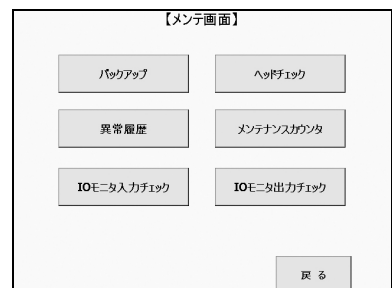 【メンテ画面】
バックアップ
ヘッドチェック
異常履歴
メンテナンスカウンタ
IOモニタ入力チェック
IOモニタ出力チェック
戻る